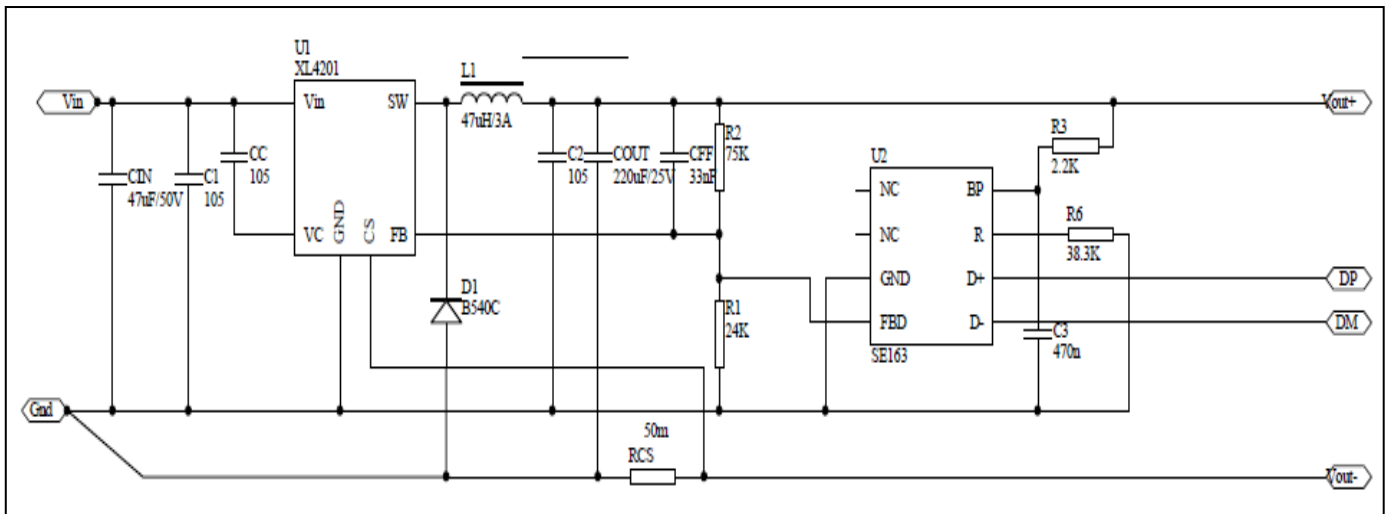 U1
XL4201
L1
Vin
Vin
SW
47uH/3A
Vout+
R2
75K
R3
2.2K
CC
105
C2
105
COUT
220uF/25V
CFF
33nF
U2
CIN
47uF/50V
C1
105
NC
BP
VC
GND
CS
FB
NC
R
R6
38.3K
GND
D+
DP
D1
B540C
R1
24K
FBD
D-
DM
SE163
C3
470n
Gnd
50m
RCS
Vout-